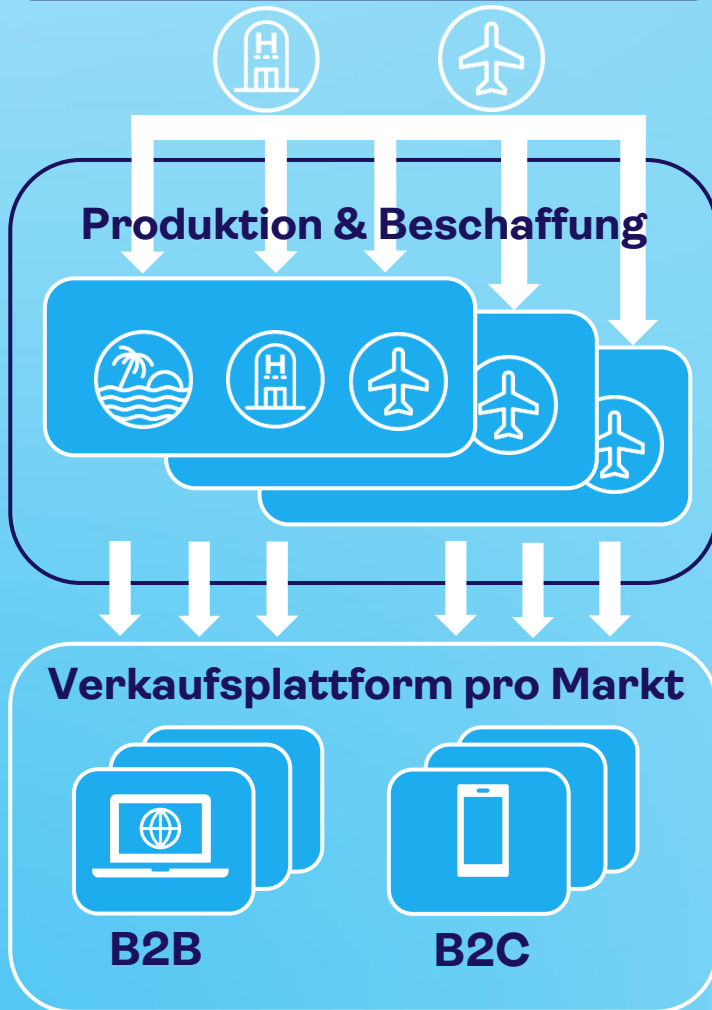 H
Produktion & Beschaffung
H
Verkaufsplattform pro Markt
B2B
B2C